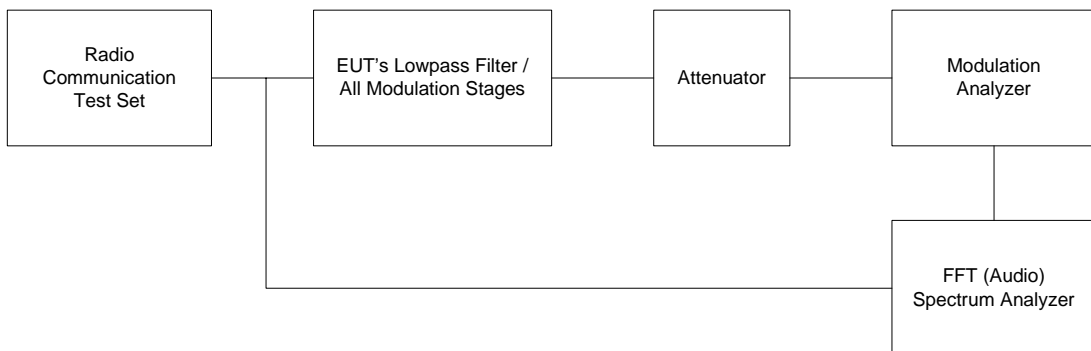 Radio
Communication
Test Set
EUT’s Lowpass Filter /
All Modulation Stages
Attenuator
Modulation
Analyzer
FFT (Audio)
Spectrum Analyzer